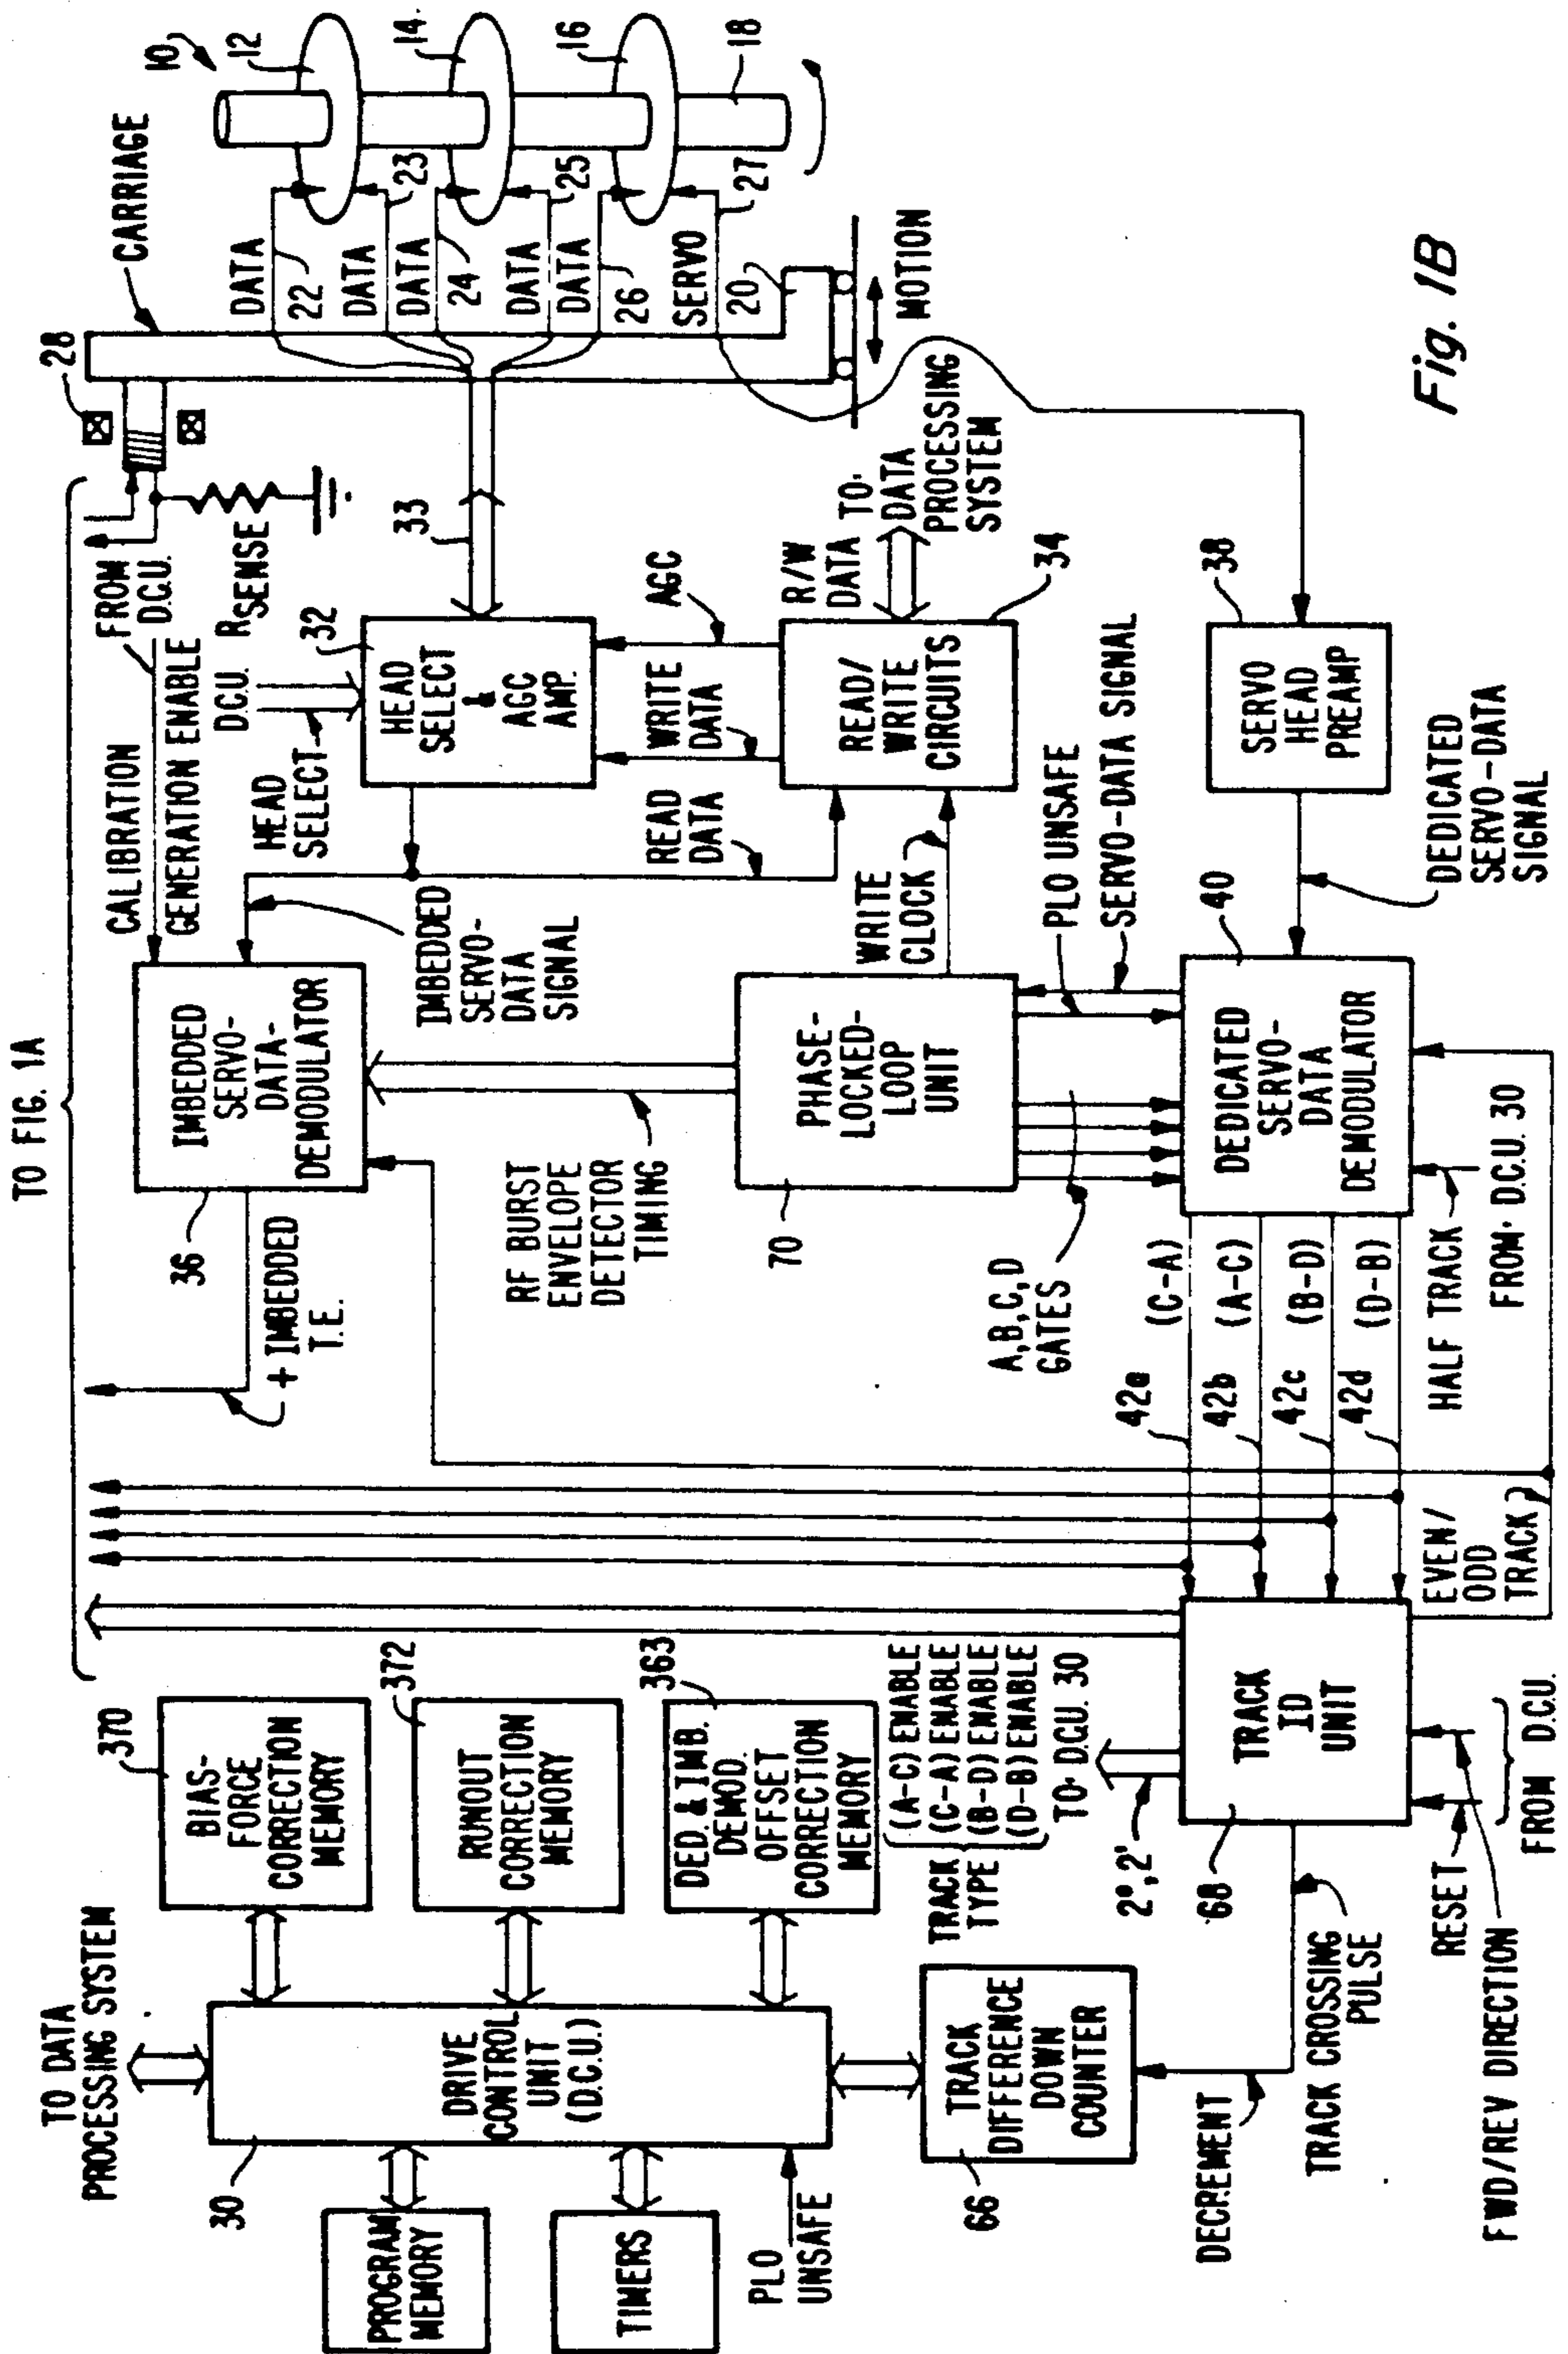 TO FIG. 1A
TO DATA
PROCESSING SYSTEM
370
BIAS-
FORCE
CORRECTION
MEMORY
372
RUNOUT
CORRECTION
MEMORY
363
DED. & IMB.
DEMOD.
OFFSET
CORRECTION
MEMORY
30
DRIVE
CONTROL
UNIT
(D.C.U.)
PROGRAM
MEMORY
TIMERS
PLO
UNSAFE
66
TRACK
DIFFERENCE
DOWN
COUNTER
DECREMENT
TRACK CROSSING
PULSE
TRACK
TYPE
(A-C) ENABLE
(C-A) ENABLE
(B-D) ENABLE
(D-B) ENABLE
TO D.C.U. 30
2°, 2'
68
TRACK
ID
UNIT
RESET
FWD/REV DIRECTION
FROM D.C.U.
EVEN/
ODD
TRACK
36
+ IMBEDDED
T.E.
IMBEDDED
SERVO-
DATA-
DEMODULATOR
CALIBRATION
GENERATION ENABLE
FROM
D.C.U.
IMBEDDED
SERVO-
DATA
SIGNAL
RF BURST
ENVELOPE
DETECTOR
TIMING
70
PHASE-
LOCKED-
LOOP
UNIT
A,B,C,D
GATES
WRITE
CLOCK
PLO UNSAFE
SERVO-DATA SIGNAL
42a
(C-A)
42b
(A-C)
42c
(B-D)
42d
(D-B)
HALF TRACK
FROM D.C.U. 30
40
DEDICATED
SERVO-
DATA
DEMODULATOR
DEDICATED
SERVO-DATA
SIGNAL
38
SERVO
HEAD
PREAMP
HEAD
SELECT
D.C.U.
RSENSE
32
HEAD
SELECT
&
AGC
AMP.
33
READ
DATA
WRITE
DATA
AGC
READ/
WRITE
CIRCUITS
34
R/W
DATA
TO
DATA
PROCESSING
SYSTEM
28
CARRIAGE
DATA
22
DATA
23
DATA
24
DATA
25
DATA
26
SERVO
27
20
MOTION
10
12
14
16
18
Fig. 1B